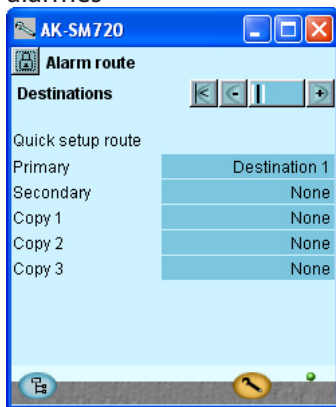 alarmes
AK-SM720
Alarm route
Destinations
Quick setup route
Primary Destination 1
Secondary None
Copy 1 None
Copy 2 None
Copy 3 None